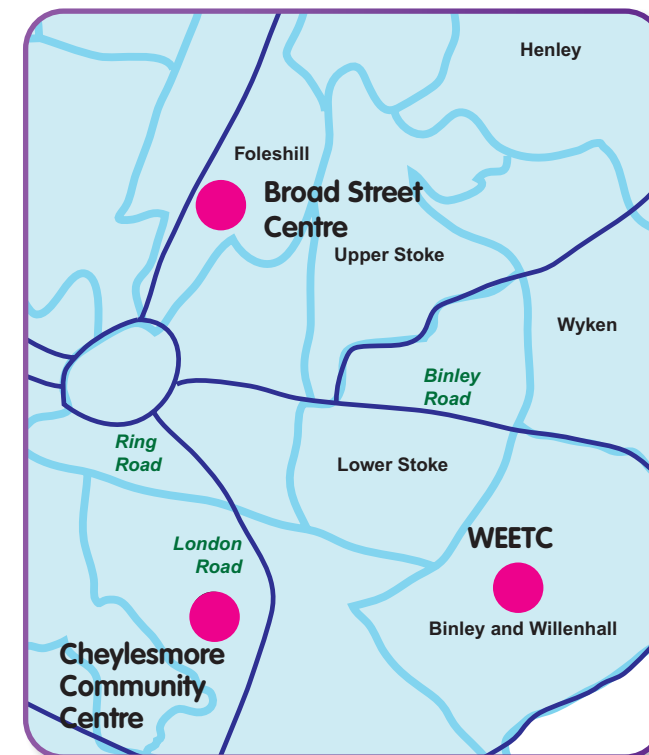 Henley
Foleshill
Broad Street
Centre
Upper Stoke
Wyken
Binley
Road
Ring
Road
Lower Stoke
WEETC
London
Road
Binley and Willenhall
Cheylesmore
Community
Centre